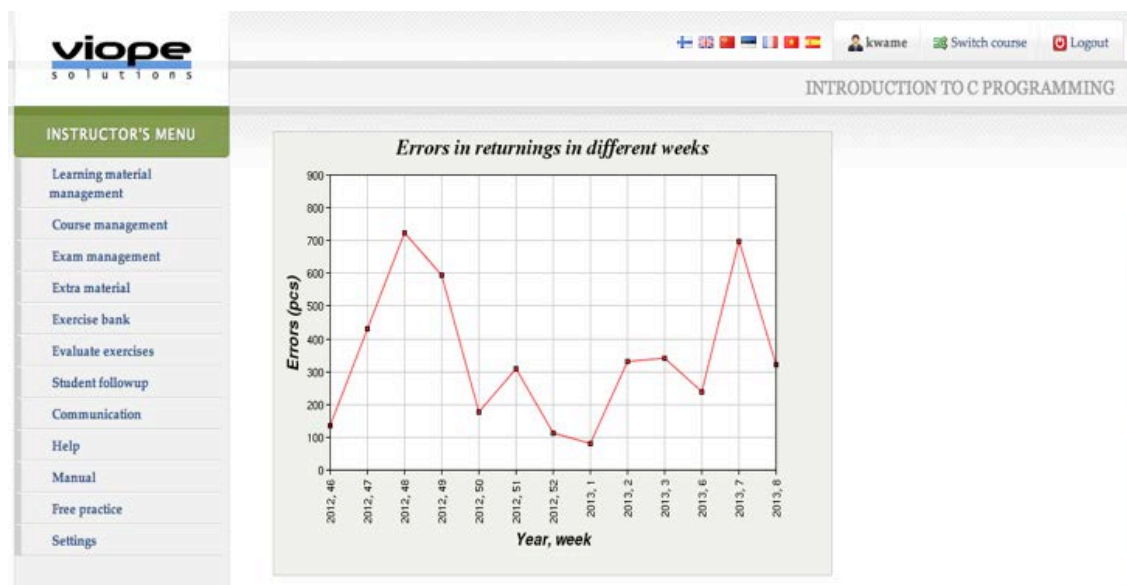 viope
solutions
kwame
Switch course
Logout
INTRODUCTION TO C PROGRAMMING
INSTRUCTOR'S MENU
Learning material
management
Course management
Exam management
Extra material
Exercise bank
Evaluate exercises
Student followup
Communication
Help
Manual
Free practice
Settings
Errors in returnings in different weeks
Errors (pcs)
900
800
700
600
500
400
300
200
100
0
2012, 46
2012, 47
2012, 48
2012, 49
2012, 50
2012, 51
2012, 52
2013, 1
2013, 2
2013, 3
2013, 6
2013, 7
2013, 8
Year, week